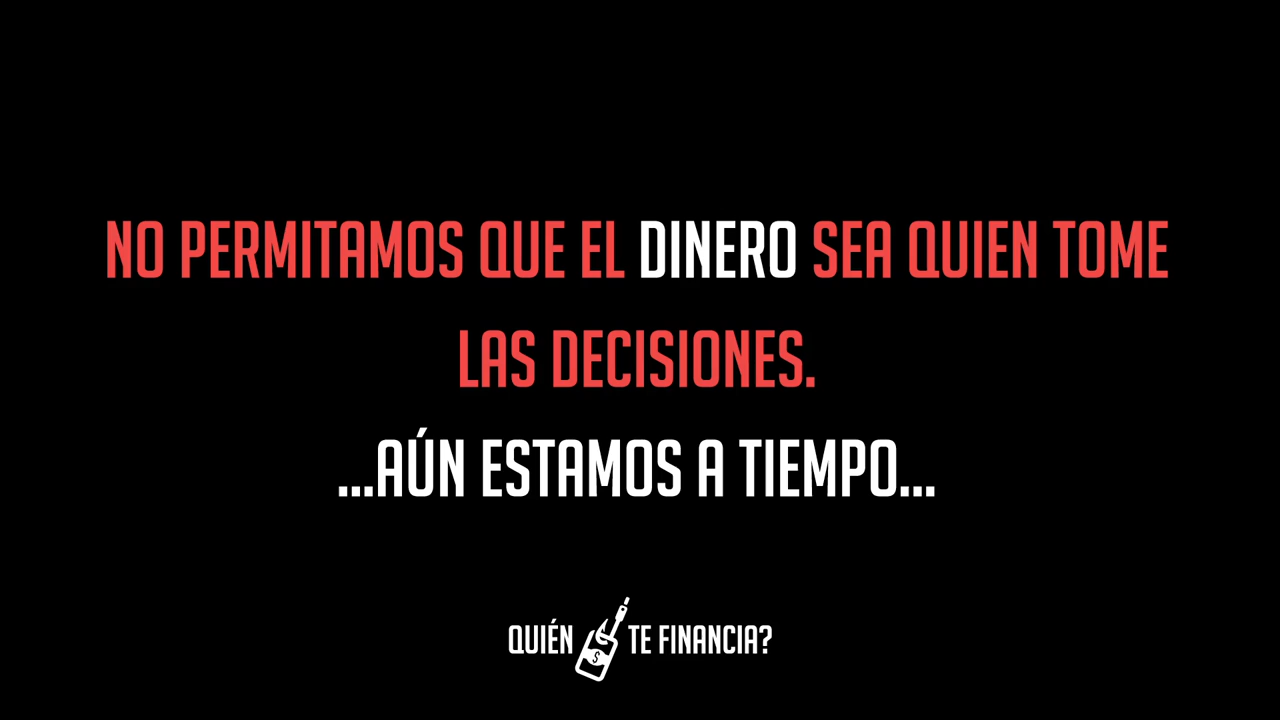 NO PERMITAMOS QUE EL DINERO SEA QUIEN TOME
LAS DECISIONES.
...AÚN ESTAMOS A TIEMPO...
QUIÉN TE FINANCIA?
$